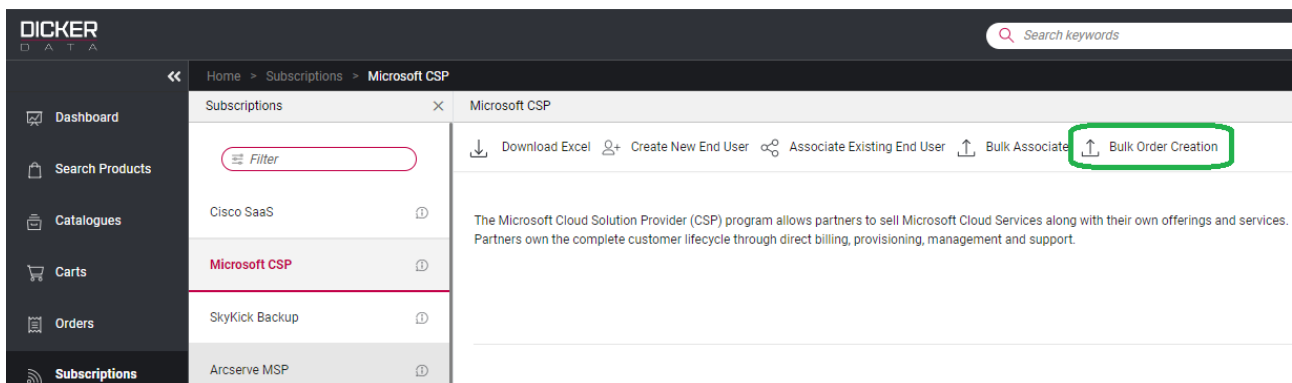 DICKER
DATA
Search keywords
Home > Subscriptions > Microsoft CSP
Dashboard
Search Products
Catalogues
Carts
Orders
Subscriptions
Subscriptions
Filter
Cisco SaaS
Microsoft CSP
SkyKick Backup
Arcserve MSP
Microsoft CSP
Download Excel Create New End User Associate Existing End User Bulk Associate Bulk Order Creation
The Microsoft Cloud Solution Provider (CSP) program allows partners to sell Microsoft Cloud Services along with their own offerings and services.
Partners own the complete customer lifecycle through direct billing, provisioning, management and support.